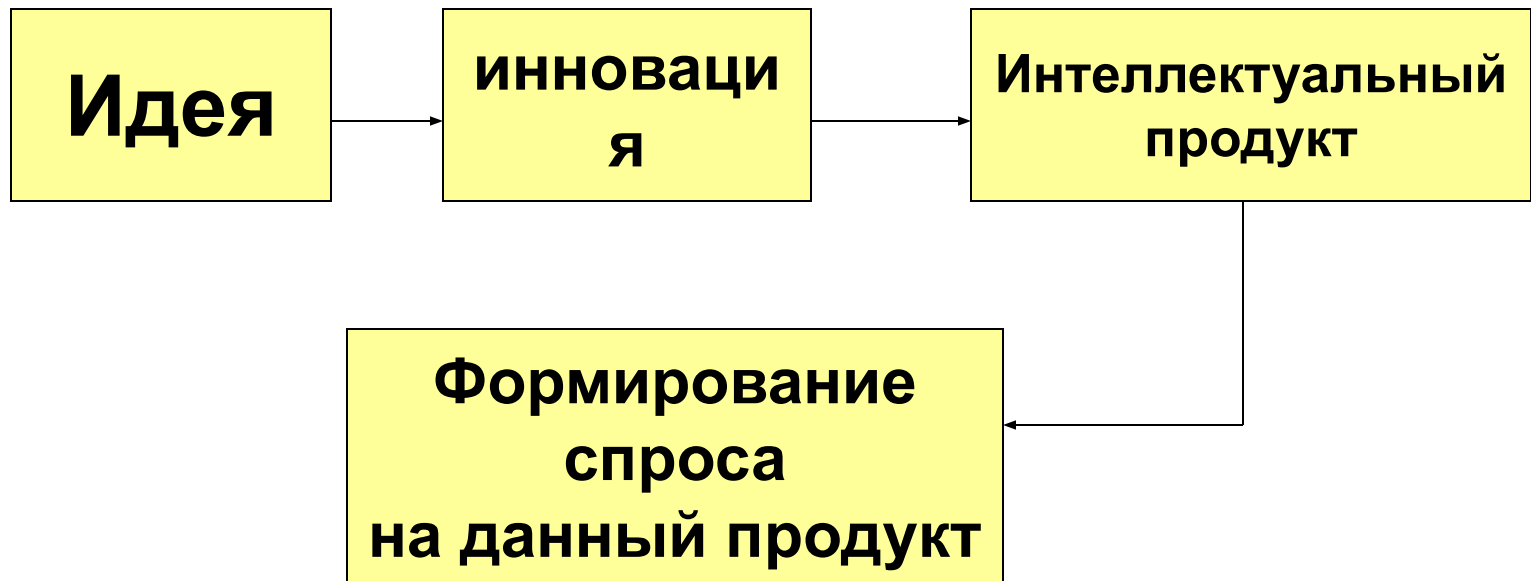 Идея
инноваци
я
Интеллектуальный
продукт
Формирование
спроса
на данный продукт